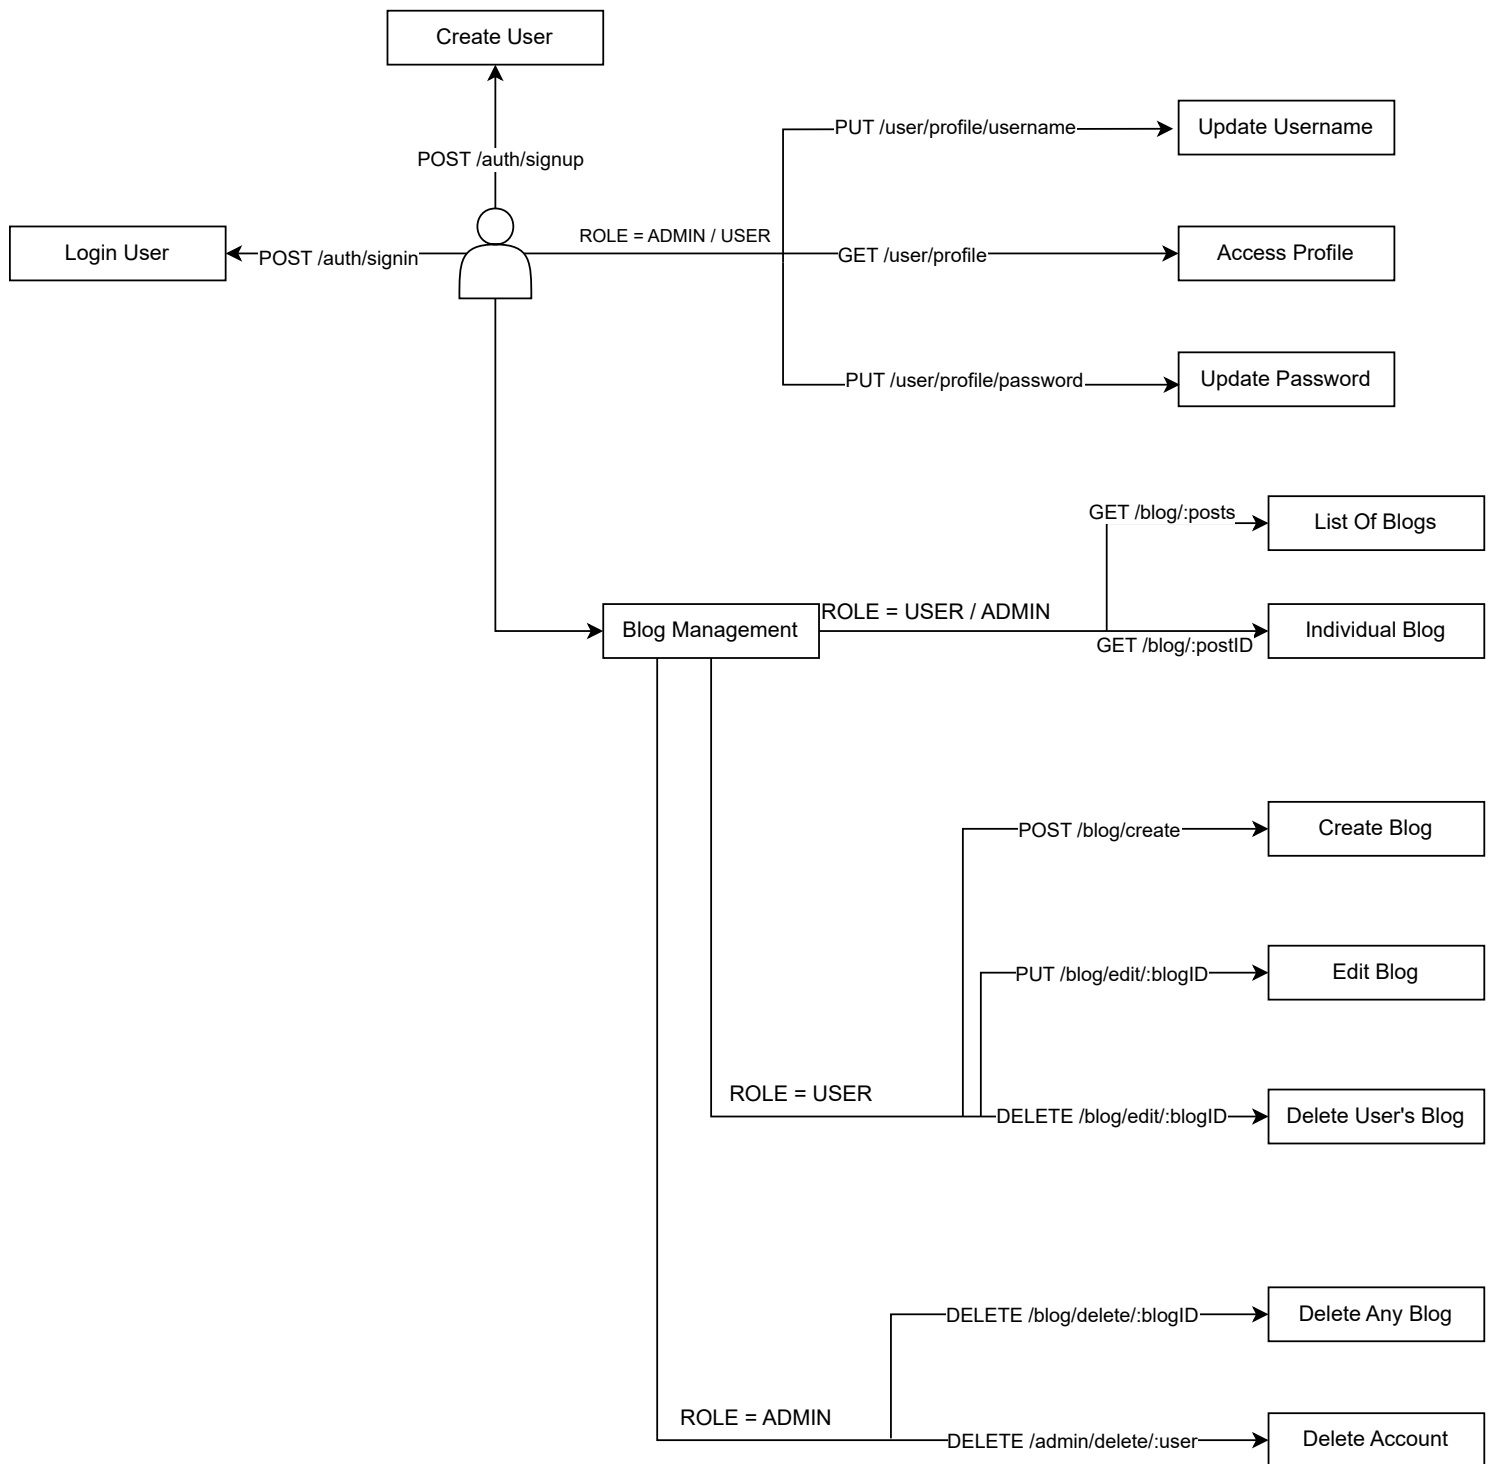 Create User
POST /auth/signup
PUT /user/profile/username
Update Username
Login User
POST /auth/signin
ROLE = ADMIN / USER
GET /user/profile
Access Profile
PUT /user/profile/password
Update Password
GET /blog/:posts
List Of Blogs
Blog Management
ROLE = USER / ADMIN
GET /blog/:postID
Individual Blog
POST /blog/create
Create Blog
PUT /blog/edit/:blogID
Edit Blog
ROLE = USER
DELETE /blog/edit/:blogID
Delete User's Blog
DELETE /blog/delete/:blogID
Delete Any Blog
ROLE = ADMIN
DELETE /admin/delete/:user
Delete Account